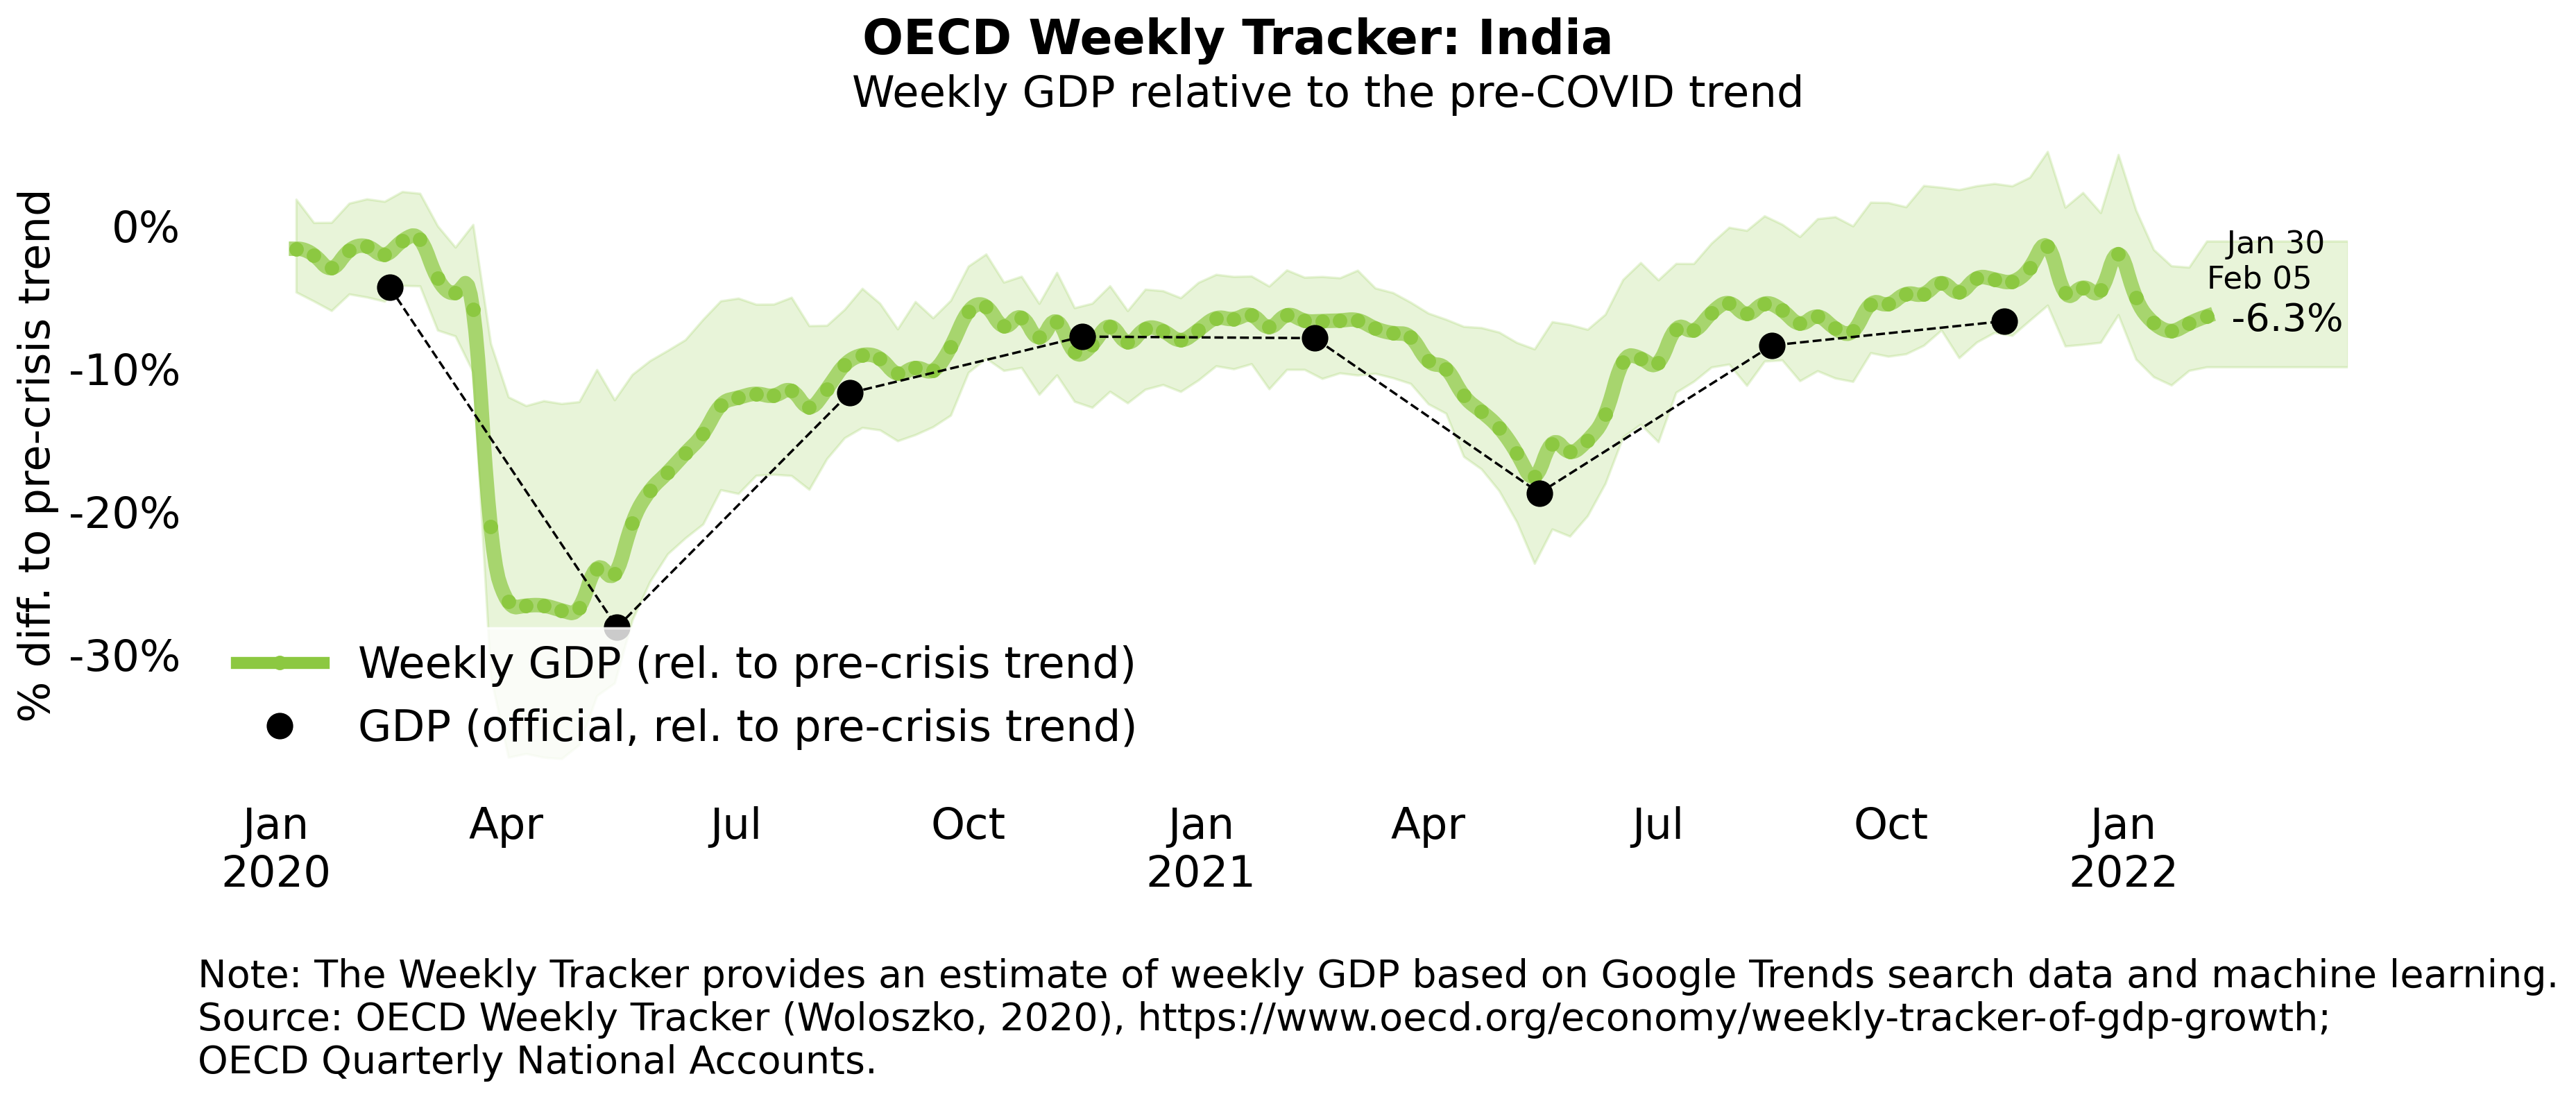 OECD Weekly Tracker: India
Weekly GDP relative to the pre-COVID trend
% diff. to pre-crisis trend
0%
-10%
-20%
-30%
Jan 30
Feb 05
-6.3%
Weekly GDP (rel. to pre-crisis trend)
GDP (official, rel. to pre-crisis trend)
Jan Apr Jul Oct Jan Apr Jul Oct Jan
2020 2021 2022
Note: The Weekly Tracker provides an estimate of weekly GDP based on Google Trends search data and machine learning.
Source: OECD Weekly Tracker (Woloszko, 2020), https://www.oecd.org/economy/weekly-tracker-of-gdp-growth;
OECD Quarterly National Accounts.